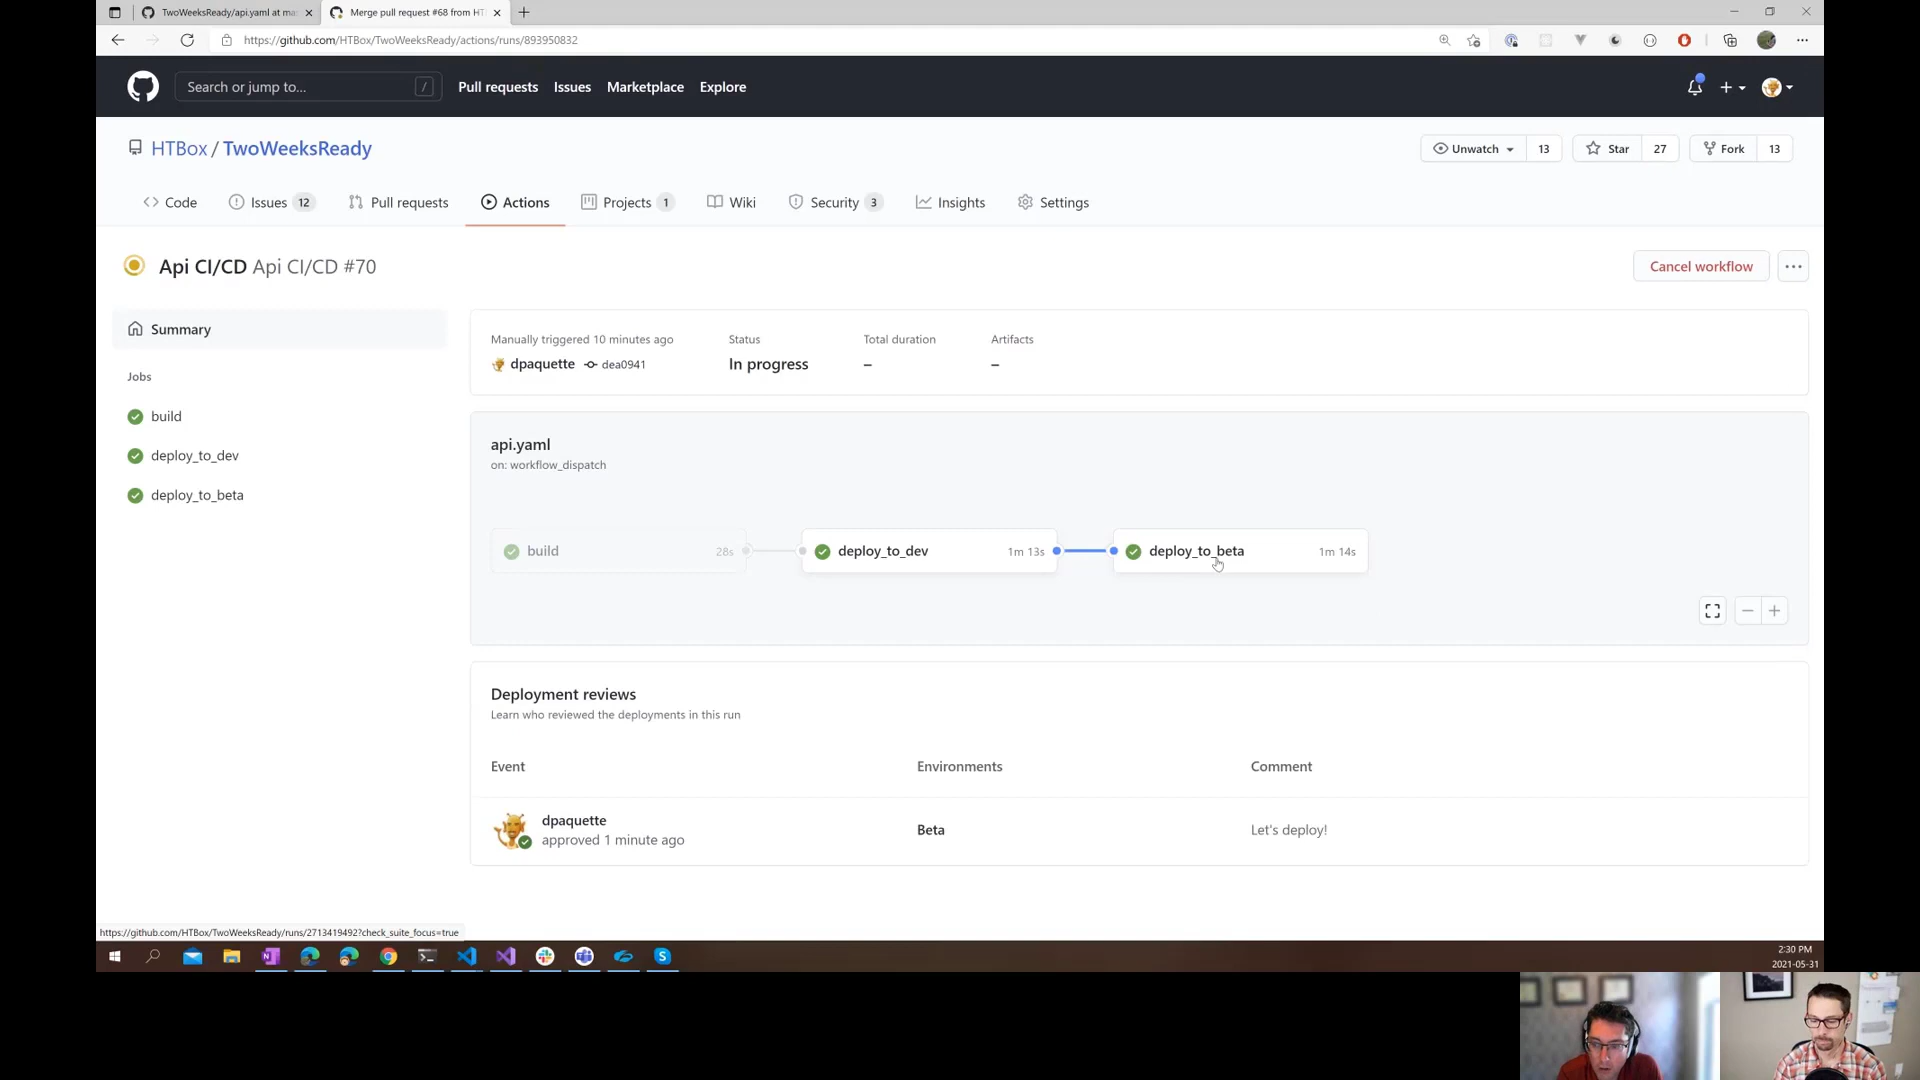 TwoWeeksReady/api.yaml at ma
Merge pull request #68 from HT
https://github.com/HTBox/TwoWeeksReady/actions/runs/893950832
Search or jump to...
/
Pull requests
Issues
Marketplace
Explore
HTBox / TwoWeeksReady
Unwatch
13
Star
27
Fork
13
Code
Issues 12
Pull requests
Actions
Projects 1
Wiki
Security 3
Insights
Settings
Api CI/CD Api CI/CD #70
Cancel workflow
Summary
Jobs
build
deploy_to_dev
deploy_to_beta
Manually triggered 10 minutes ago
dpaquette dea0941
Status
In progress
Total duration
–
Artifacts
–
api.yaml
on: workflow_dispatch
build 28s
deploy_to_dev 1m 13s
deploy_to_beta 1m 14s
Deployment reviews
Learn who reviewed the deployments in this run
Event
Environments
Comment
dpaquette
approved 1 minute ago
Beta
Let's deploy!
https://github.com/HTBox/TwoWeeksReady/runs/2713419492?check_suite_focus=true
2:30 PM
2021-05-31